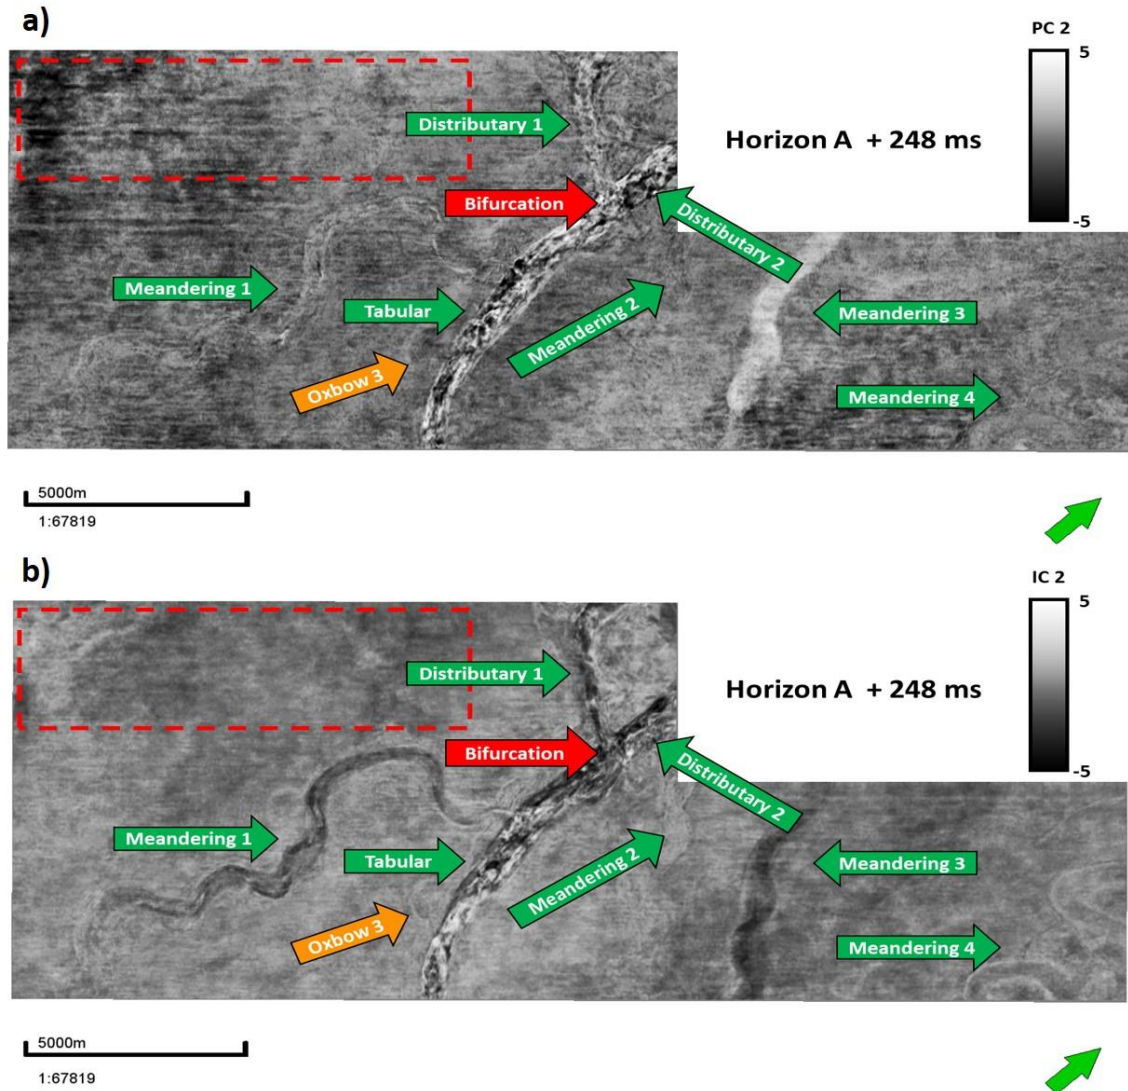 a)
PC 2
5
-5
Horizon A + 248 ms
Distributary 1
Bifurcation
Distributary 2
Meandering 1
Tabular
Meandering 2
Meandering 3
Oxbow 3
Meandering 4
5000m
1:67819
b)
IC 2
5
-5
Horizon A + 248 ms
Distributary 1
Bifurcation
Distributary 2
Meandering 1
Tabular
Meandering 2
Meandering 3
Oxbow 3
Meandering 4
5000m
1:67819